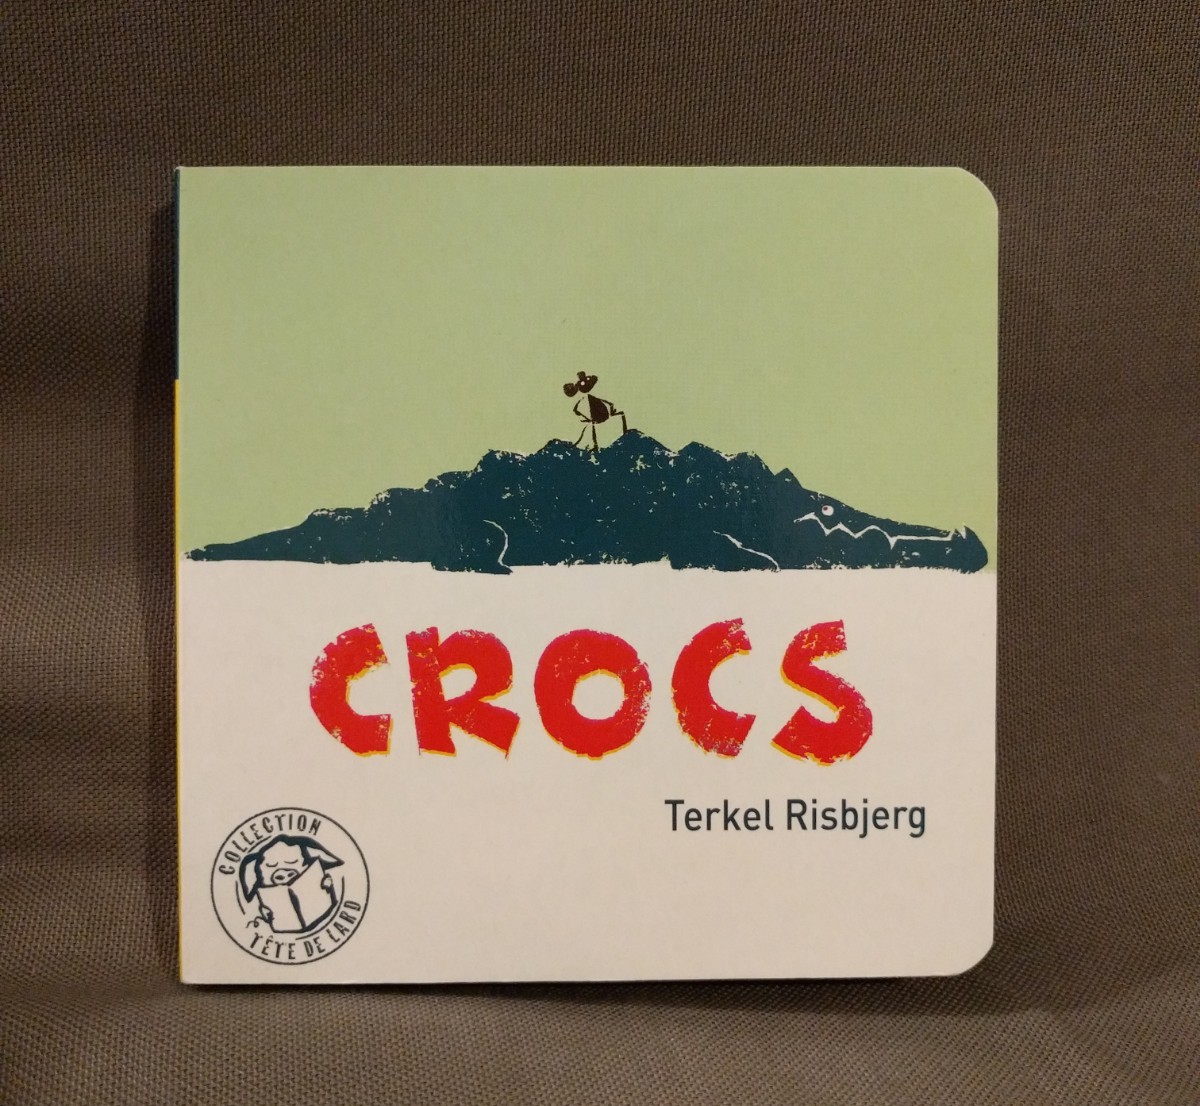 CROCS
Terkel Risbjerg
COLLECTION
TÊTE DE LARD